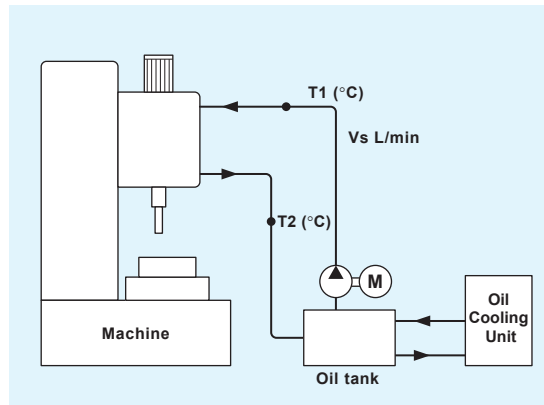 T1 (°C)
Vs L/min
T2 (°C)
M
Oil
Cooling
Unit
Machine
Oil tank